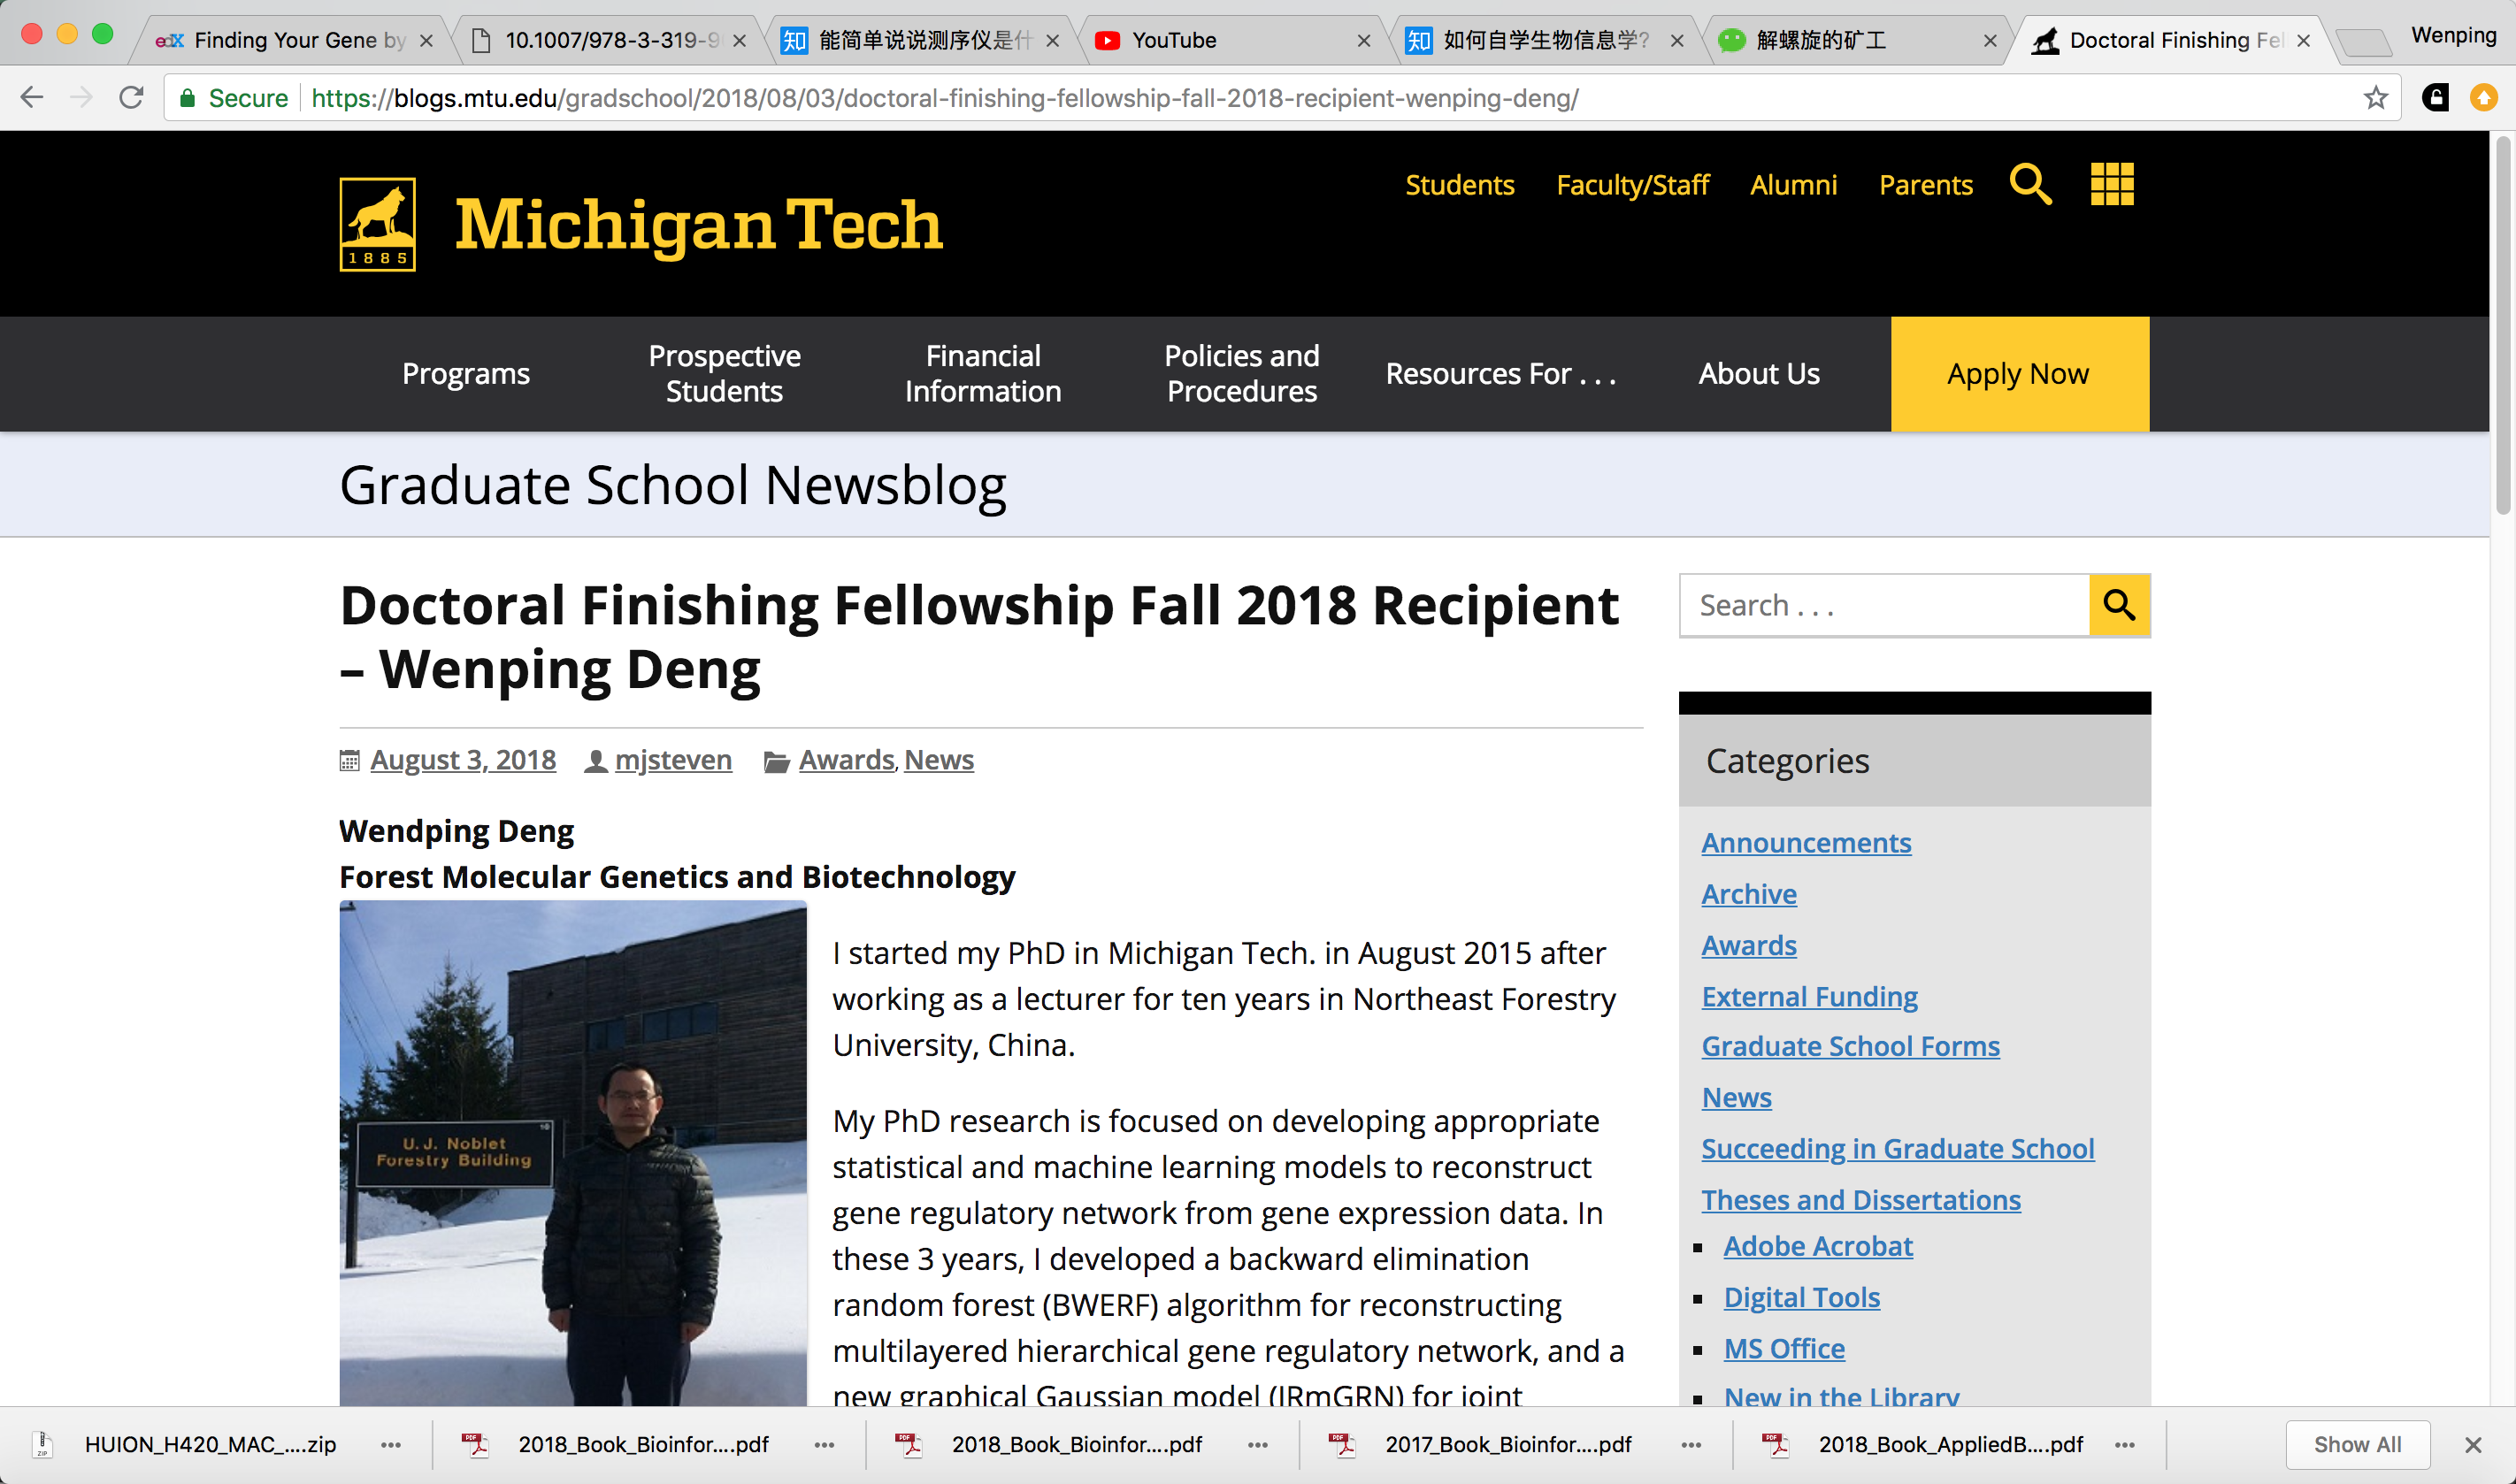 Finding Your Gene by
10.1007/978-3-319-9
知 能简单说说测序仪是什
YouTube
知 如何自学生物信息学?
解螺旋的矿工
Doctoral Finishing Fel
Wenping
Secure
https://blogs.mtu.edu/gradschool/2018/08/03/doctoral-finishing-fellowship-fall-2018-recipient-wenping-deng/
1885
Michigan Tech
Students
Faculty/Staff
Alumni
Parents
Programs
Prospective
Students
Financial
Information
Policies and
Procedures
Resources For . . .
About Us
Apply Now
Graduate School Newsblog
Doctoral Finishing Fellowship Fall 2018 Recipient
– Wenping Deng
August 3, 2018 mjsteven Awards, News
Wendping Deng
Forest Molecular Genetics and Biotechnology
U.J. Noblet
Forestry Building
I started my PhD in Michigan Tech. in August 2015 after
working as a lecturer for ten years in Northeast Forestry
University, China.
My PhD research is focused on developing appropriate
statistical and machine learning models to reconstruct
gene regulatory network from gene expression data. In
these 3 years, I developed a backward elimination
random forest (BWERF) algorithm for reconstructing
multilayered hierarchical gene regulatory network, and a
new graphical Gaussian model (JRmGRN) for joint
Search . . .
Categories
Announcements
Archive
Awards
External Funding
Graduate School Forms
News
Succeeding in Graduate School
Theses and Dissertations
Adobe Acrobat
Digital Tools
MS Office
New in the Library
HUION_H420_MAC_....zip
2018_Book_Bioinfor....pdf
2018_Book_Bioinfor....pdf
2017_Book_Bioinfor....pdf
2018_Book_AppliedB....pdf
Show All